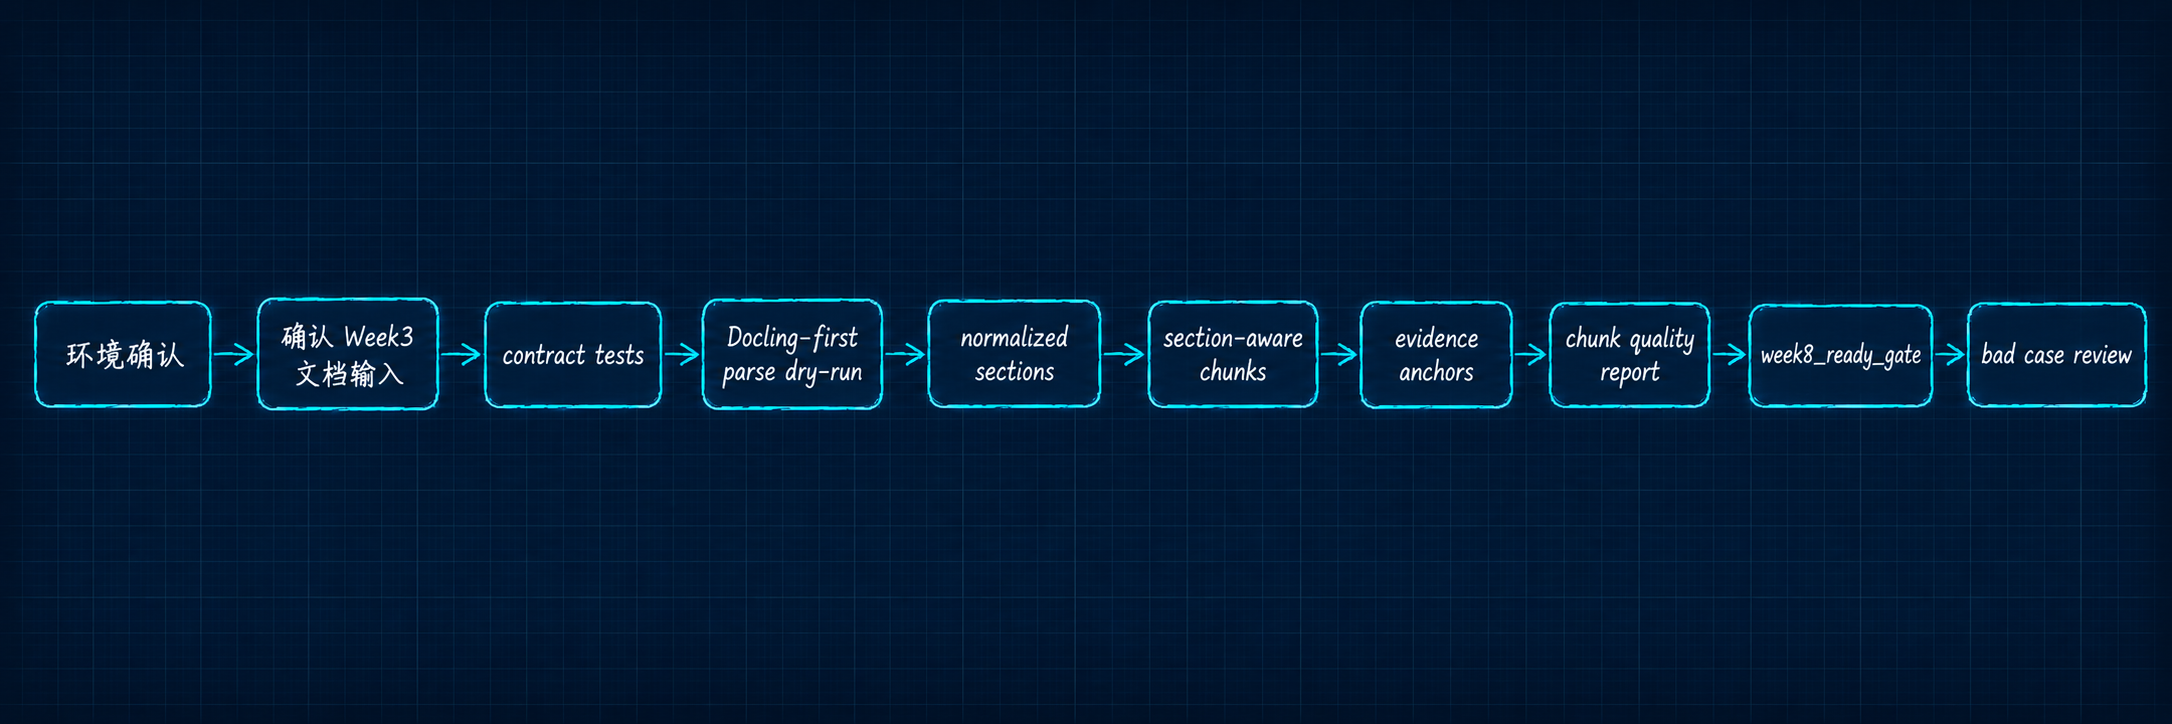 环境确认
确认 Week3
文档输入
contract tests
Docling-first
parse dry-run
normalized
sections
section-aware
chunks
evidence
anchors
chunk quality
report
week8_ready_gate
bad case review